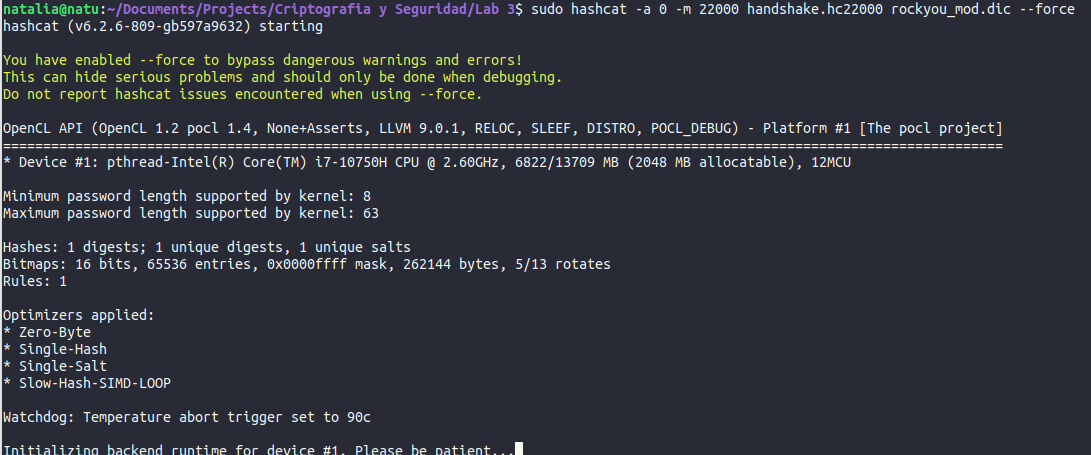 natalia@natu:~/Documents/Projects/Criptografia y Seguridad/Lab 3$ sudo hashcat -a 0 -m 22000 handshake.hc22000 rockyou_mod.dic --force
hashcat (v6.2.6-809-gb597a9632) starting
You have enabled --force to bypass dangerous warnings and errors!
This can hide serious problems and should only be done when debugging.
Do not report hashcat issues encountered when using --force.
OpenCL API (OpenCL 1.2 pocl 1.4, None+Asserts, LLVM 9.0.1, RELOC, SLEEF, DISTRO, POCL_DEBUG) - Platform #1 [The pocl project]
=============================================================================================================================
* Device #1: pthread-Intel(R) Core(TM) i7-10750H CPU @ 2.60GHz, 6822/13709 MB (2048 MB allocatable), 12MCU
Minimum password length supported by kernel: 8
Maximum password length supported by kernel: 63
Hashes: 1 digests; 1 unique digests, 1 unique salts
Bitmaps: 16 bits, 65536 entries, 0x0000ffff mask, 262144 bytes, 5/13 rotates
Rules: 1
Optimizers applied:
* Zero-Byte
* Single-Hash
* Single-Salt
* Slow-Hash-SIMD-LOOP
Watchdog: Temperature abort trigger set to 90c
Initializing backend runtime for device #1. Please be patient...